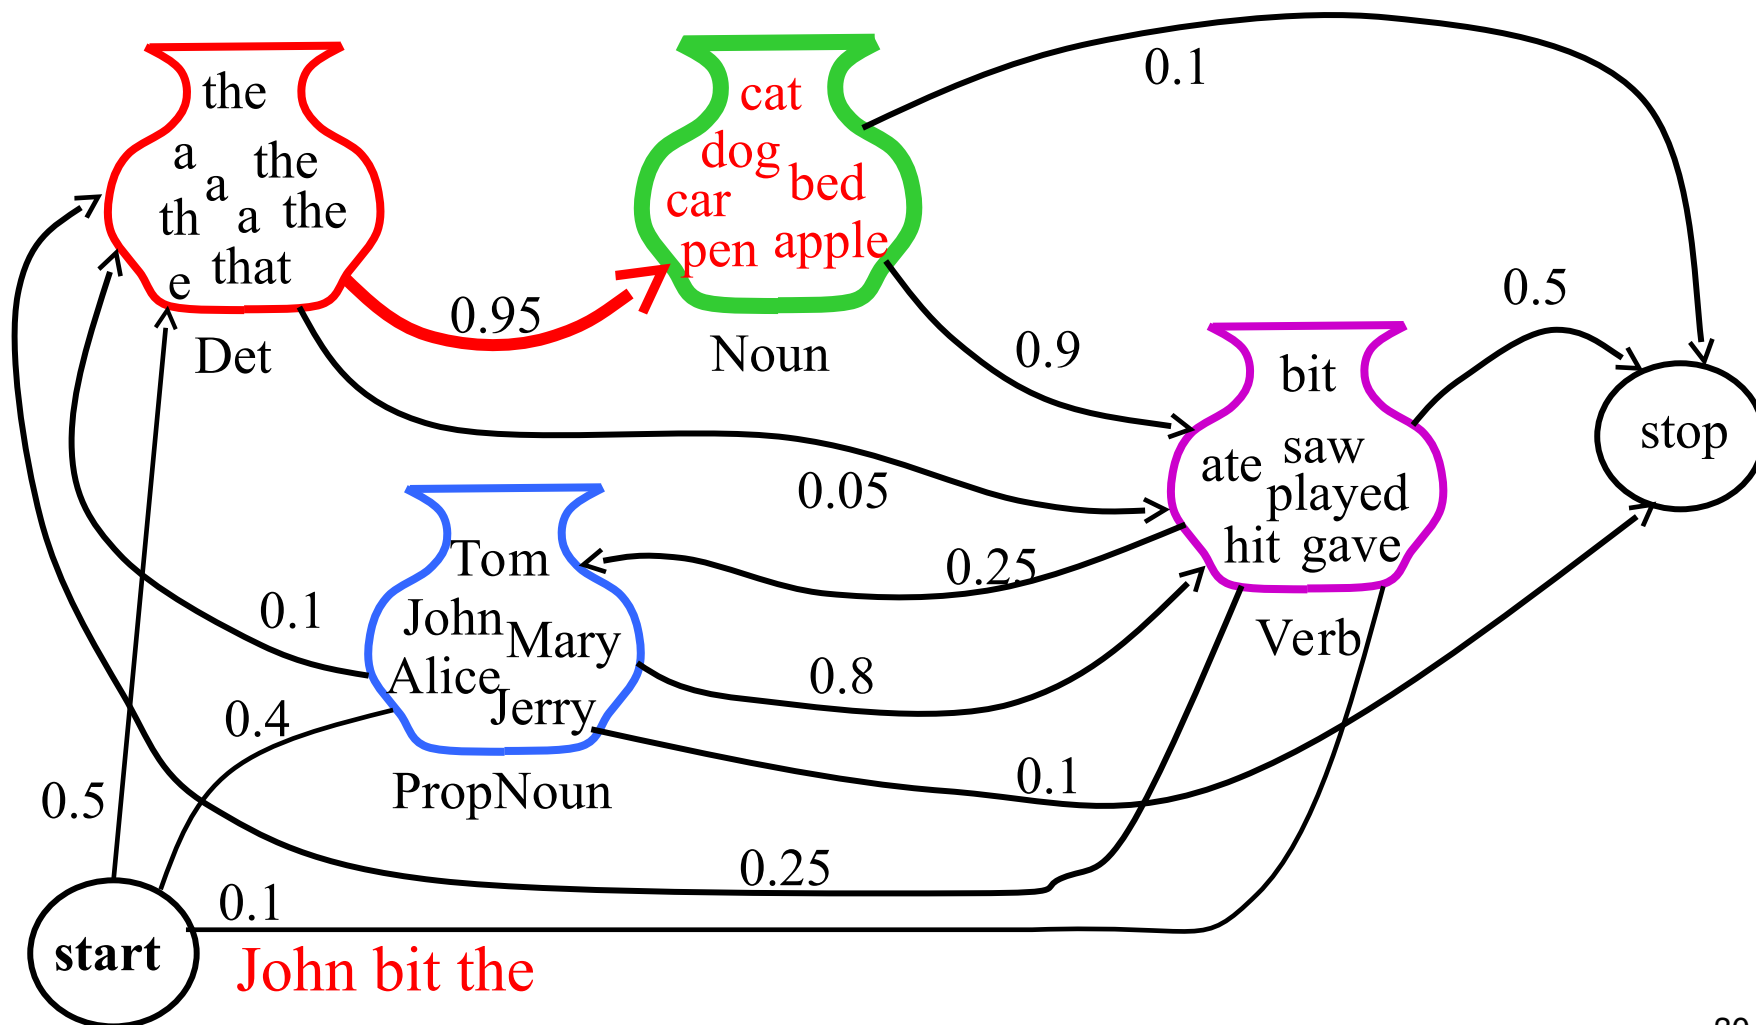 the
a
the
a
th
a
the
that
e
Det
cat
dog
bed
car
apple
pen
Noun
0.1
0.95
0.9
0.5
bit
saw
ate
played
hit
gave
Verb
stop
0.05
0.25
Tom
John
Mary
Alice
Jerry
PropNoun
0.1
0.8
0.4
0.5
0.1
0.25
0.1
start
John bit the